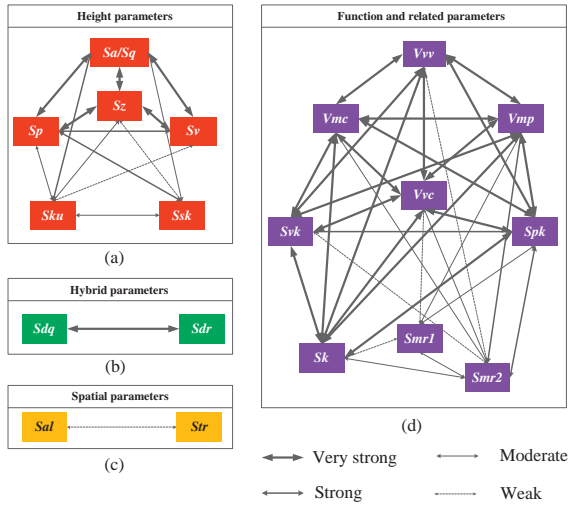 Height parameters
Sa/Sq
Sz
Sp
Sv
Sku
Ssk
(a)
Hybrid parameters
Sdq
Sdr
(b)
Spatial parameters
Sal
Str
(c)
Function and related parameters
Vvv
Vmc
Vmp
Vvc
Svk
Spk
Smr1
Sk
Smr2
(d)
Very strong
Moderate
Strong
Weak